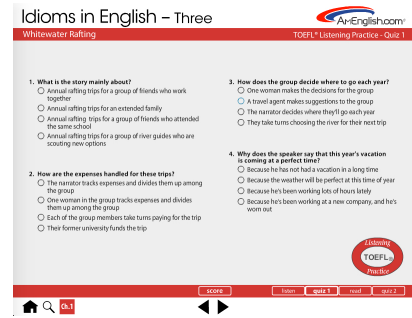 Idioms in English – Three
AmEnglish.com®
Whitewater Rafting
TOEFL® Listening Practice - Quiz 1
1. What is the story mainly about?
Annual rafting trips for a group of friends who work
together
Annual rafting trips for an extended family
Annual rafting trips for a group of friends who attended
the same school
Annual rafting trips for a group of river guides who are
scouting new options
2. How are the expenses handled for these trips?
The narrator tracks expenses and divides them up among
the group
One woman in the group tracks expenses and divides
them up among the group
Each of the group members take turns paying for the trip
Their former university funds the trip
3. How does the group decide where to go each year?
One woman makes the decisions for the group
A travel agent makes suggestions to the group
The narrator decides where they'll go each year
They take turns choosing the river for their next trip
4. Why does the speaker say that this year's vacation
is coming at a perfect time?
Because he has not had a vacation in a long time
Because the weather will be perfect at this time of year
Because he's been working lots of hours lately
Because he's been working at a new company, and he's
worn out
Listening
TOEFL®
Practice
score
listen
quiz 1
read
quiz 2
Ch.1